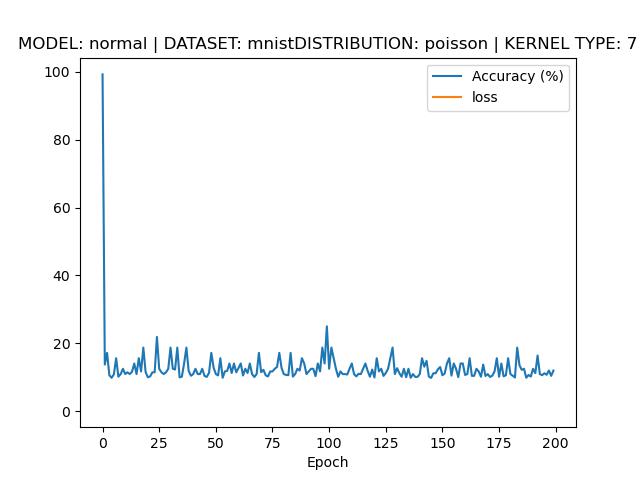 MODEL: normal | DATASET: mnistDISTRIBUTION: poisson | KERNEL TYPE: 7
Accuracy (%)
loss
100
80
60
40
20
0
0 25 50 75 100 125 150 175 200
Epoch